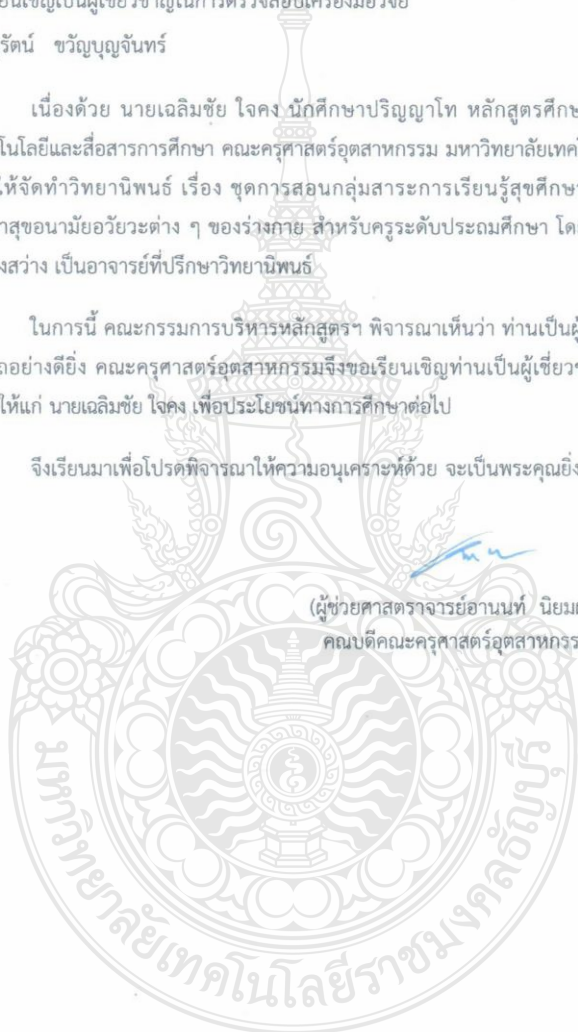 ยนเชิญเป็นผู้เชี่ยวชาญในการตรวจสอบเครื่องมือวิจัย
รัตน์ ขวัญบุญจันทร์
เนื่องด้วย นายเฉลิมชัย ใจคง นักศึกษาปริญญาโท หลักสูตรศึกษ
โนโลยีและสื่อสารการศึกษา คณะครุศาสตร์อุตสาหกรรม มหาวิทยาลัยเทคโ
ให้จัดทำวิทยานิพนธ์ เรื่อง ชุดการสอนกลุ่มสาระการเรียนรู้สุขศึกษา
าสุขอนามัยอวัยวะต่าง ๆ ของร่างกาย สำหรับครูระดับประถมศึกษา โดย
งสว่าง เป็นอาจารย์ที่ปรึกษาวิทยานิพนธ์
ในการนี้ คณะกรรมการบริหารหลักสูตรฯ พิจารณาเห็นว่า ท่านเป็นผู้
ถอย่างดียิ่ง คณะครุศาสตร์อุตสาหกรรมจึงขอเรียนเชิญท่านเป็นผู้เชี่ยวช
ให้แก่ นายเฉลิมชัย ใจคง เพื่อประโยชน์ทางการศึกษาต่อไป
จึงเรียนมาเพื่อโปรดพิจารณาให้ความอนุเคราะห์ด้วย จะเป็นพระคุณยิ่ง
(ผู้ช่วยศาสตราจารย์อานนท์ นิยม
คณบดีคณะครุศาสตร์อุตสาหกรร
มหาวิทยาลัยเทคโนโลยีราชมงคลธัญบุรี